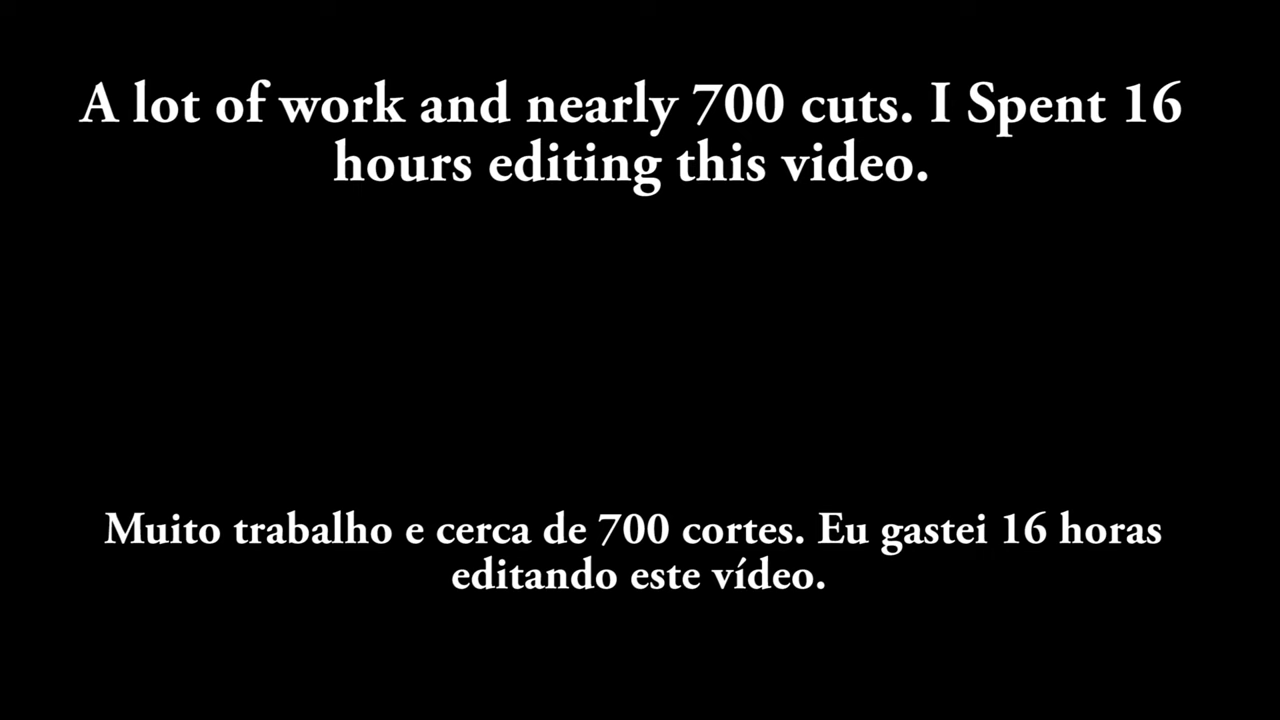 A lot of work and nearly 700 cuts. I Spent 16
hours editing this video.
Muito trabalho e cerca de 700 cortes. Eu gastei 16 horas
editando este vídeo.